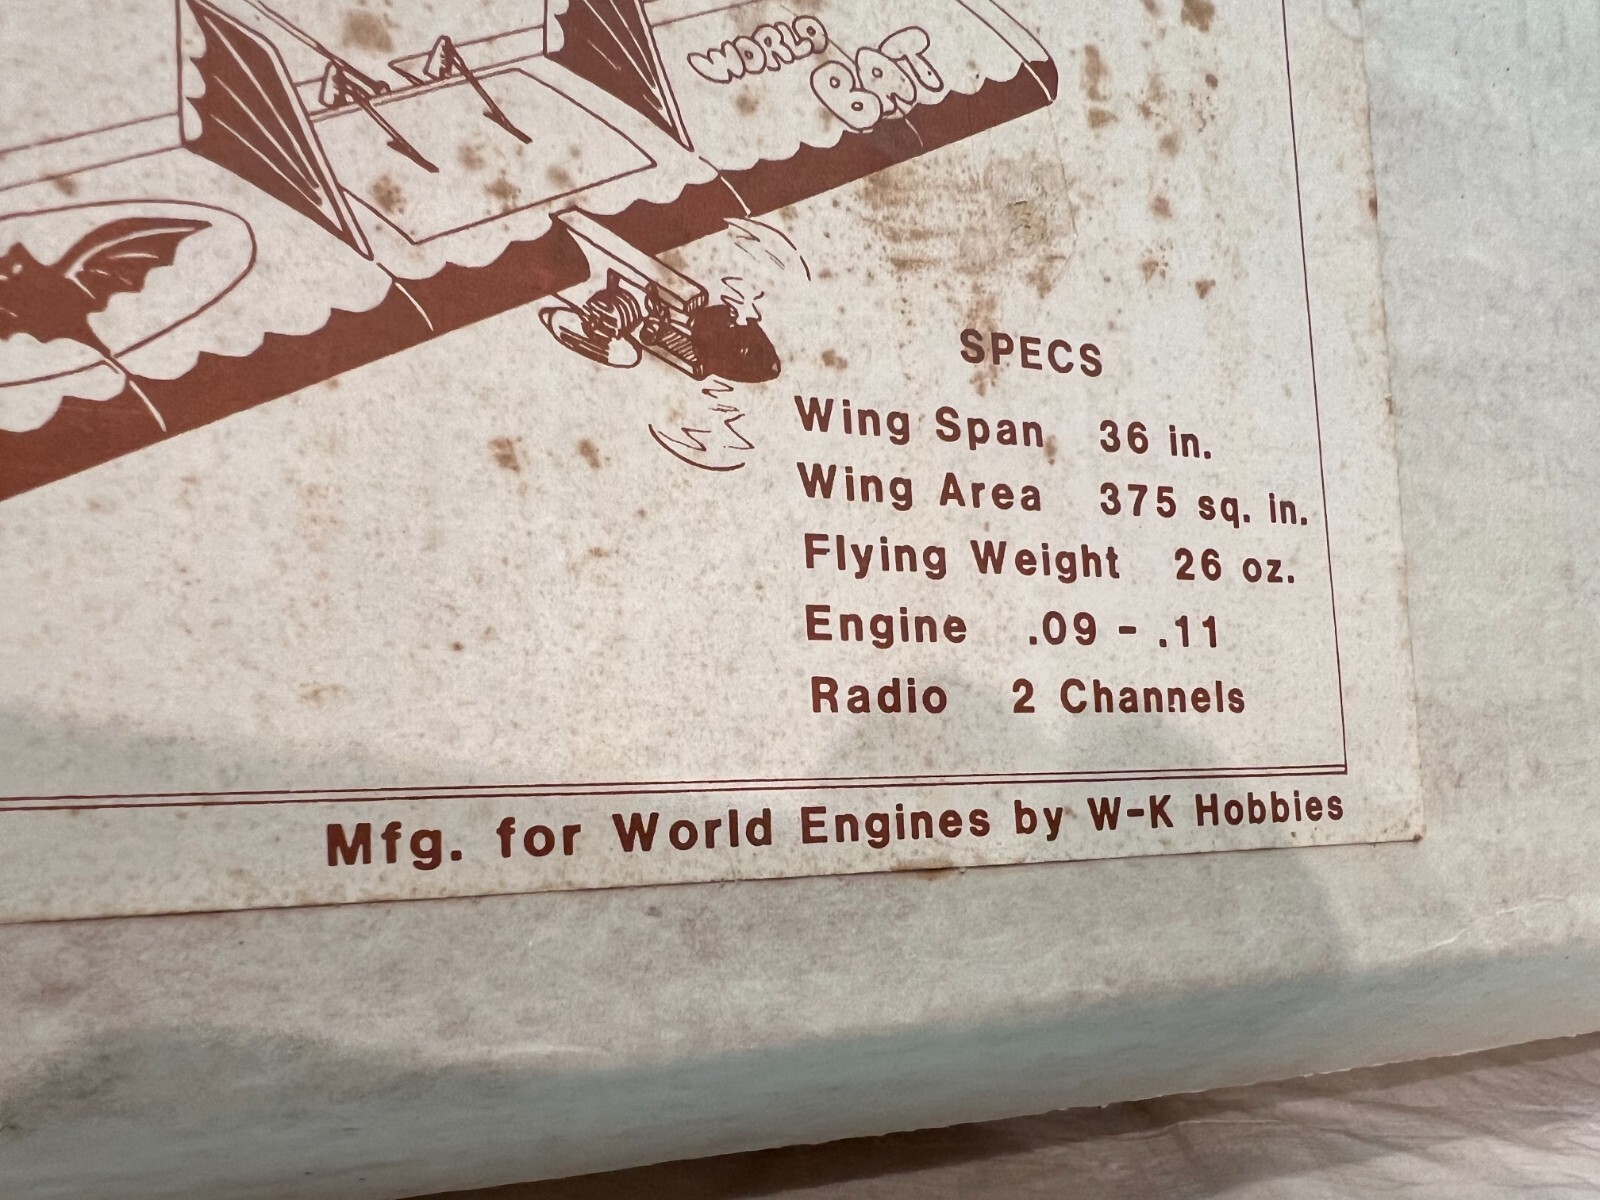 WORLD
BAT
SPECS
Wing Span 36 in.
Wing Area 375 sq. in.
Flying Weight 26 oz.
Engine .09 - .11
Radio 2 Channels
Mfg. for World Engines by W-K Hobbies